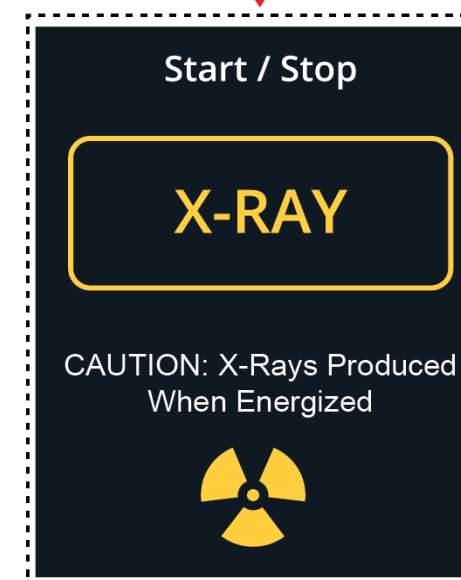 Start / Stop
X-RAY
CAUTION: X-Rays Produced
When Energized